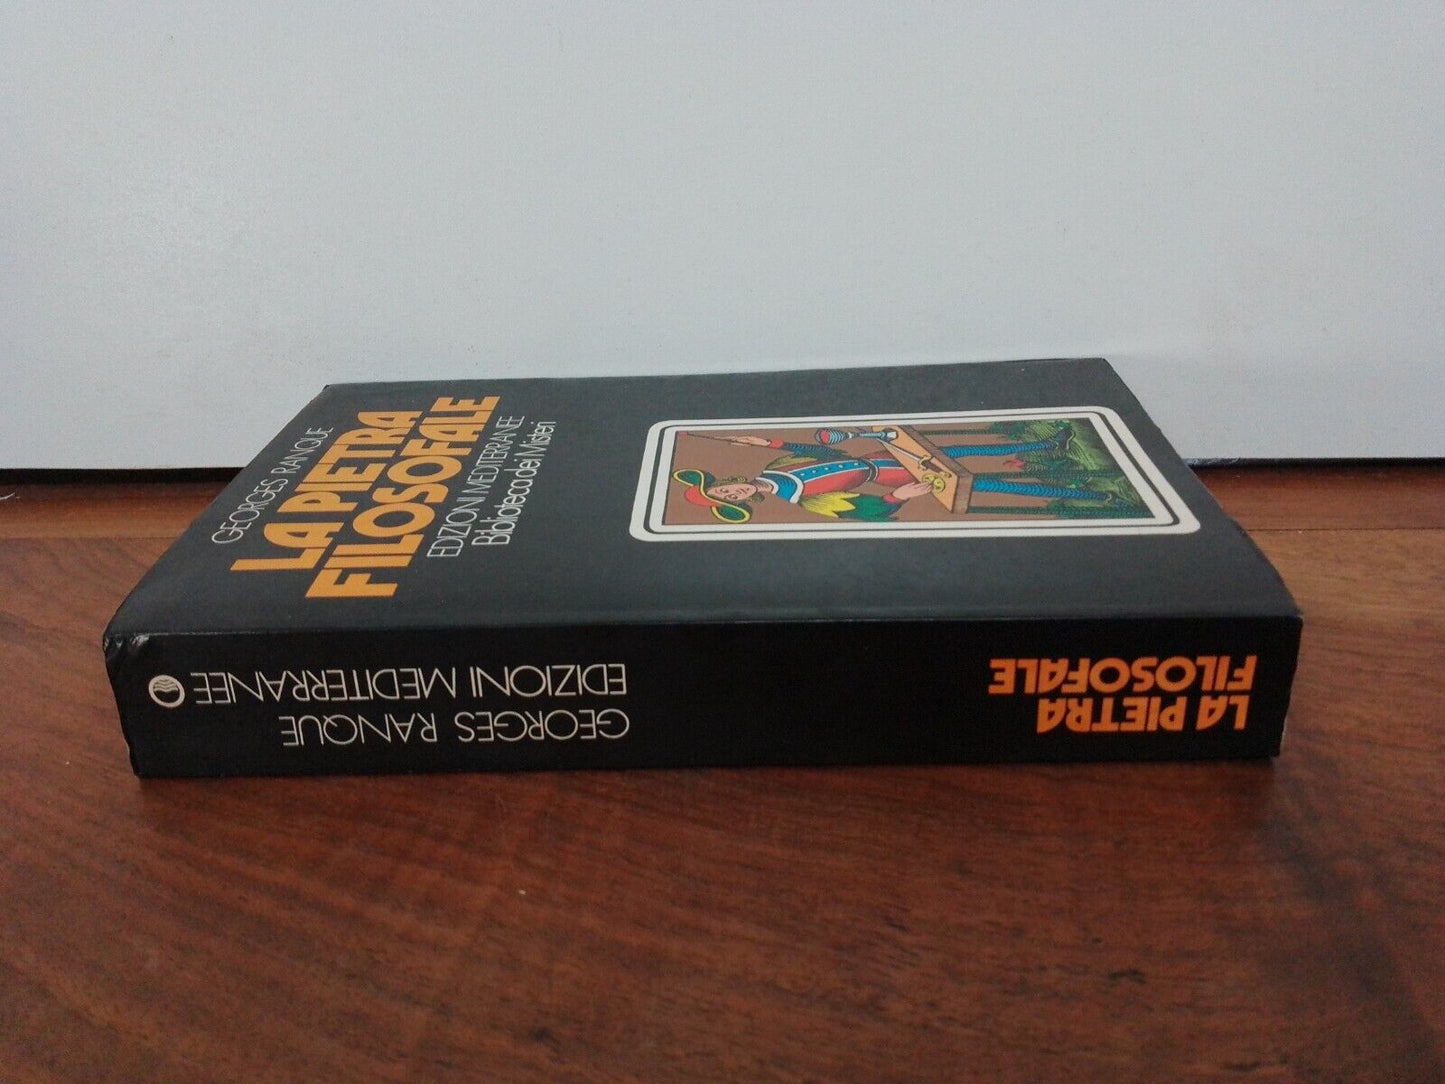 GEORGES RANQUE
LA PIETRA
FILOSOFALE
EDIZIONI MEDITERRANEE
Biblioteca dei Misteri
LA PIETRA
FILOSOFALE
GEORGES RANQUE
EDIZIONI MEDITERRANEE